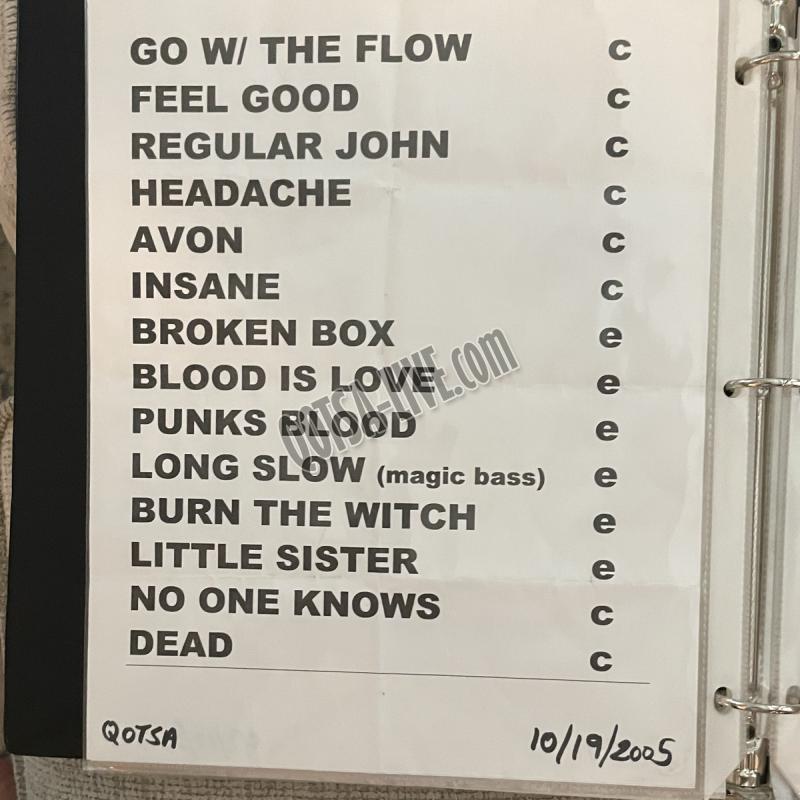 GO W/ THE FLOW c
FEEL GOOD c
REGULAR JOHN c
HEADACHE c
AVON c
INSANE c
BROKEN BOX e
BLOOD IS LOVE e
PUNKS BLOOD e
LONG SLOW (magic bass) e
BURN THE WITCH e
LITTLE SISTER e
NO ONE KNOWS c
DEAD c
QOTSA-LIVE.com
QOTSA 10/19/2005